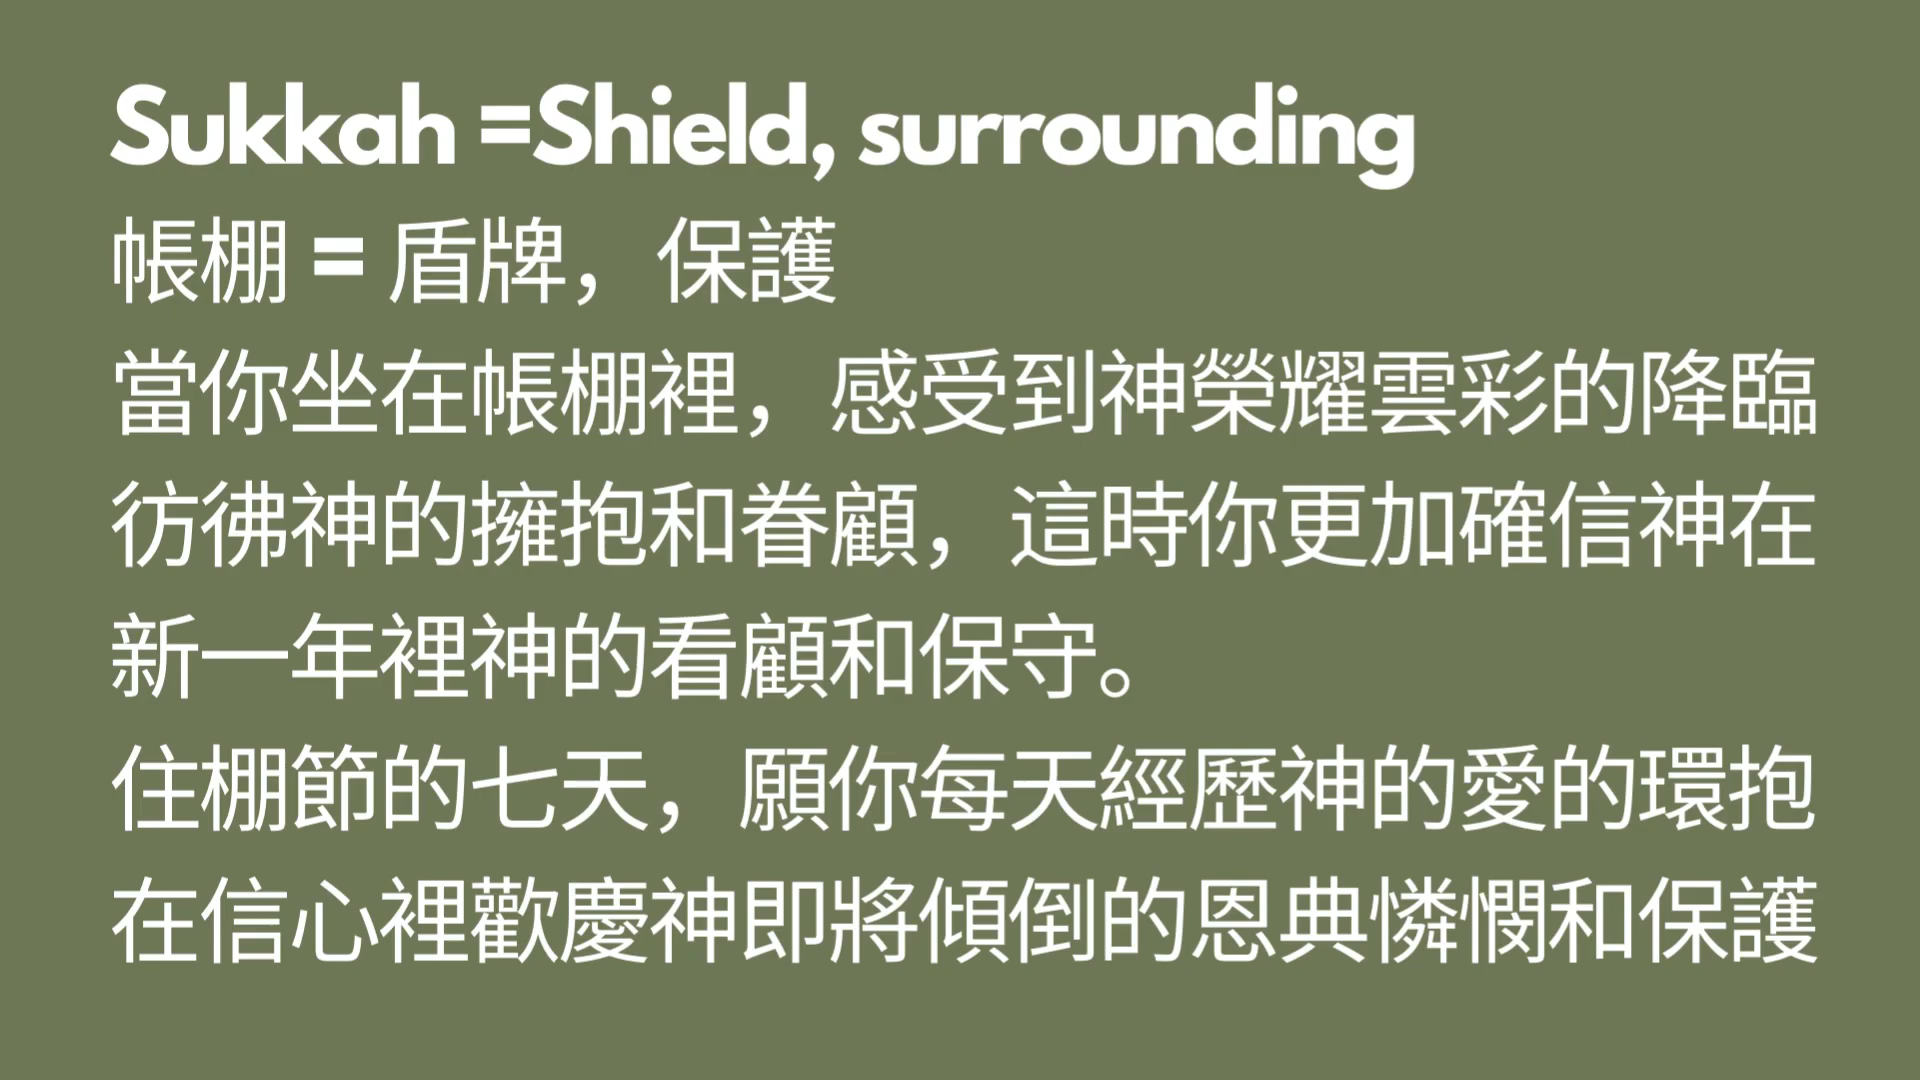 Sukkah =Shield, surrounding
帳棚 = 盾牌，保護
當你坐在帳棚裡，感受到神榮耀雲彩的降臨
彷彿神的擁抱和眷顧，這時你更加確信神在
新一年裡神的看顧和保守。
住棚節的七天，願你每天經歷神的愛的環抱
在信心裡歡慶神即將傾倒的恩典憐憫和保護